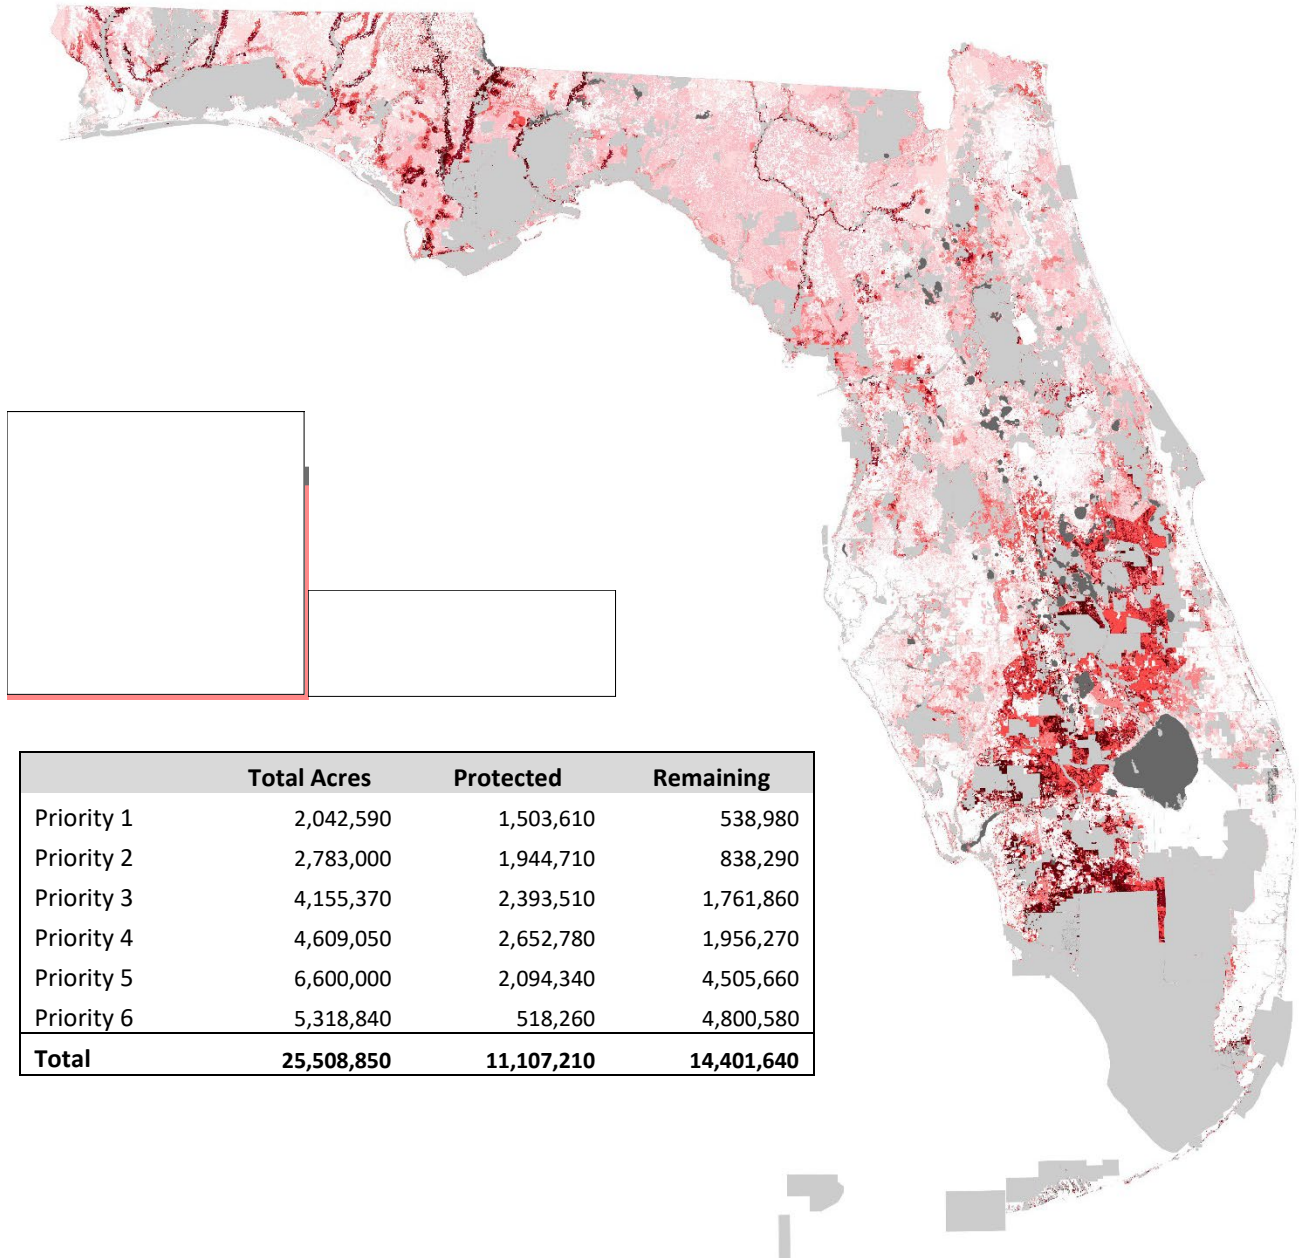 Total Acres Protected Remaining
Priority 1 2,042,590 1,503,610 538,980
Priority 2 2,783,000 1,944,710 838,290
Priority 3 4,155,370 2,393,510 1,761,860
Priority 4 4,609,050 2,652,780 1,956,270
Priority 5 6,600,000 2,094,340 4,505,660
Priority 6 5,318,840 518,260 4,800,580
Total 25,508,850 11,107,210 14,401,640